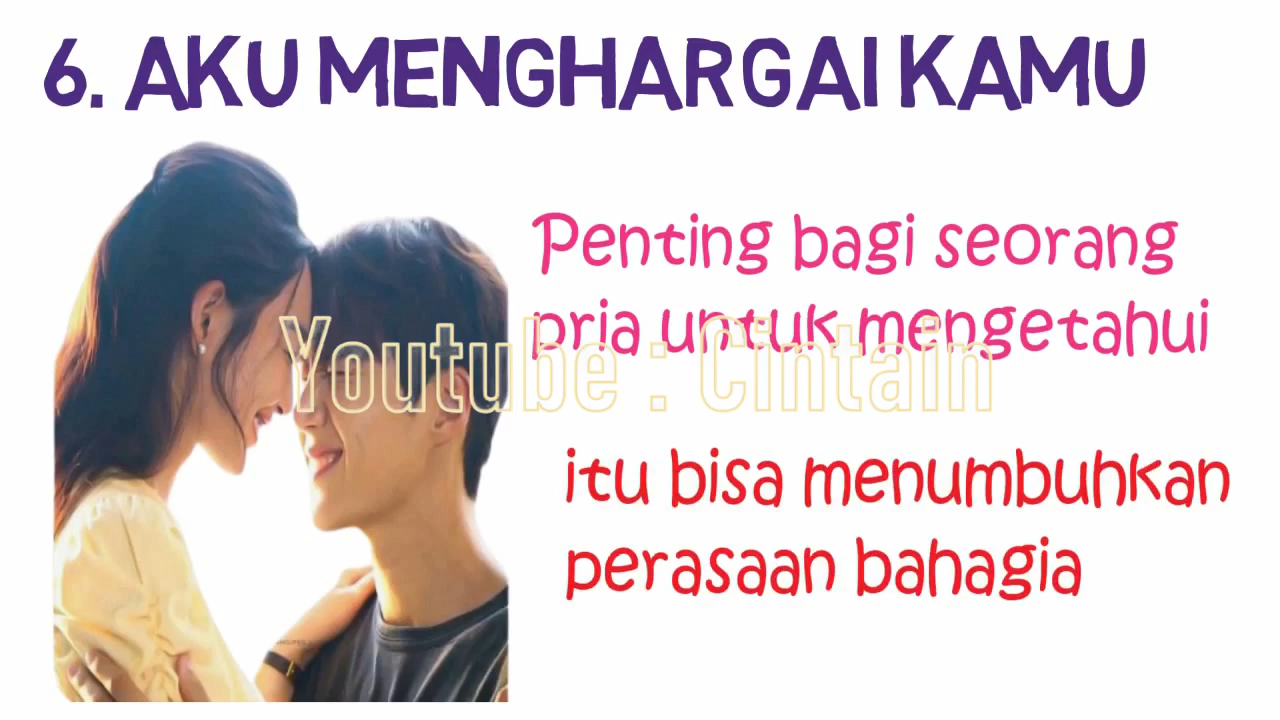 6. AKU MENGHARGAI KAMU
Penting bagi seorang
pria untuk mengetahui
Youtube : Cintain
itu bisa menumbuhkan
perasaan bahagia